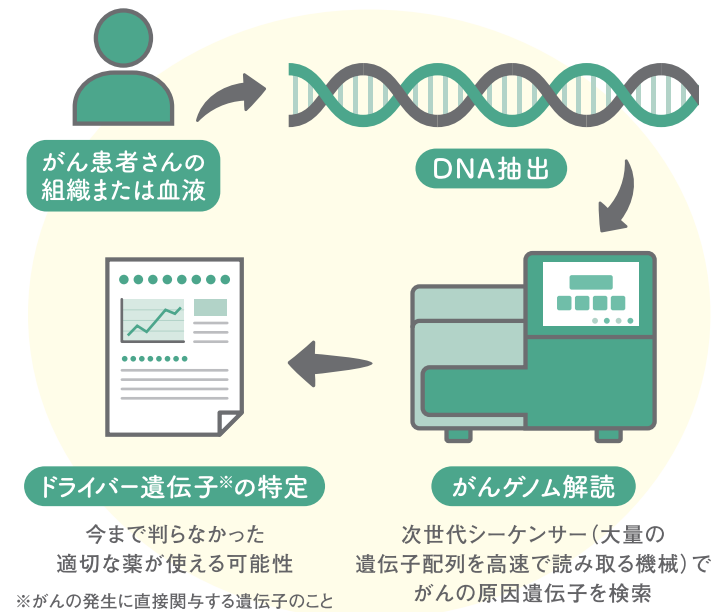 がん患者さんの
組織または血液
DNA抽出
がんゲノム解読
次世代シーケンサー(大量の
遺伝子配列を高速で読み取る機械)で
がんの原因遺伝子を検索
ドライバー遺伝子※の特定
今まで判らなかった
適切な薬が使える可能性
※がんの発生に直接関与する遺伝子のこと